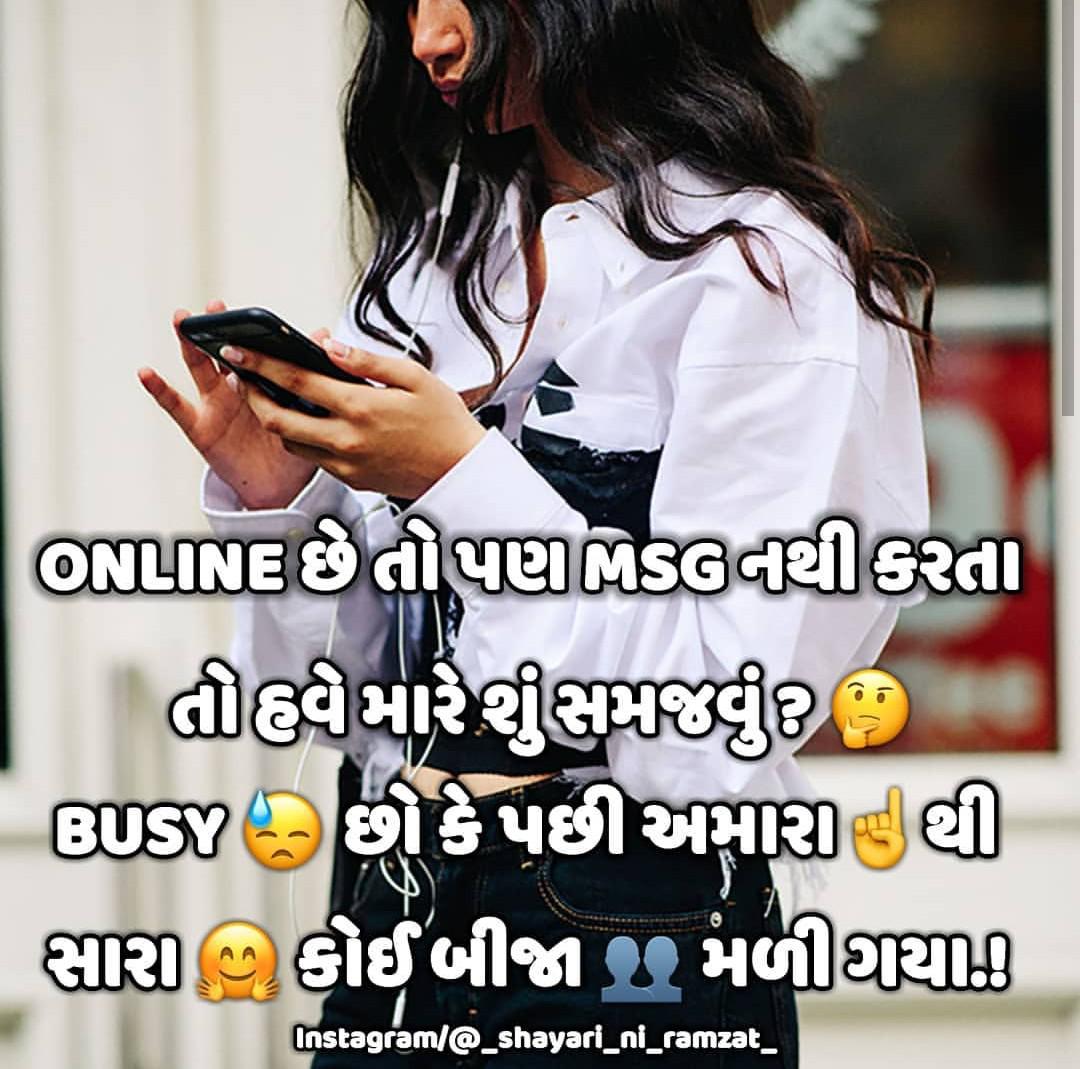 ONLINE છે તો પણ MSG નથી કરતા
તો હવે મારે શું સમજવું ? 🤔
BUSY 😓 છો કે પછી અમારા ☝️ થી
સારા 🤗 કોઈ બીજા 👥 મળી ગયા.!
Instagram/@_shayari_ni_ramzat_